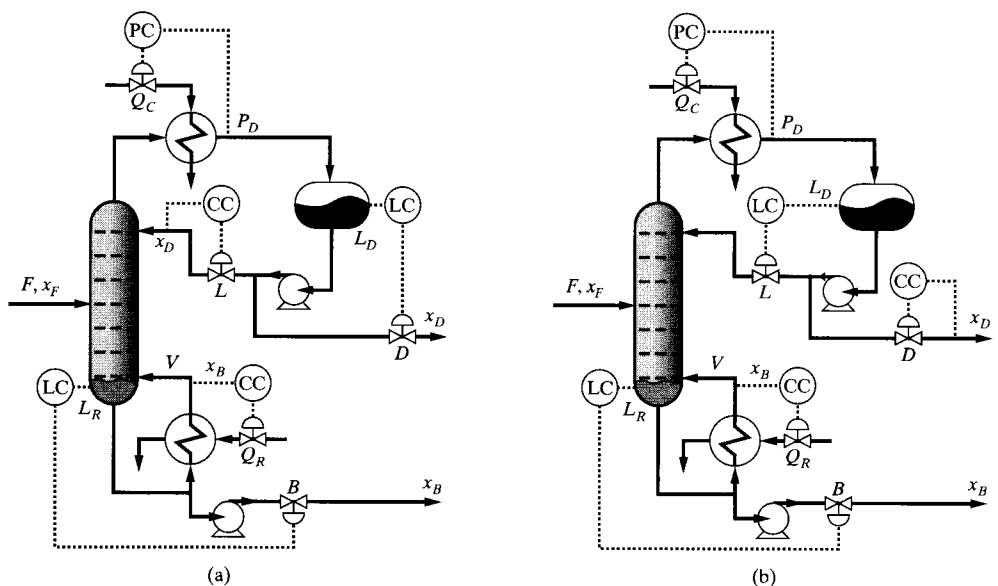 PC
Q_C
P_D
CC
LC
x_D
L_D
L
F, x_F
x_D
D
V
x_B
CC
LC
L_R
Q_R
B
x_B
(a)
PC
Q_C
P_D
L_D
LC
CC
F, x_F
L
x_D
D
V
x_B
CC
LC
L_R
Q_R
B
x_B
(b)